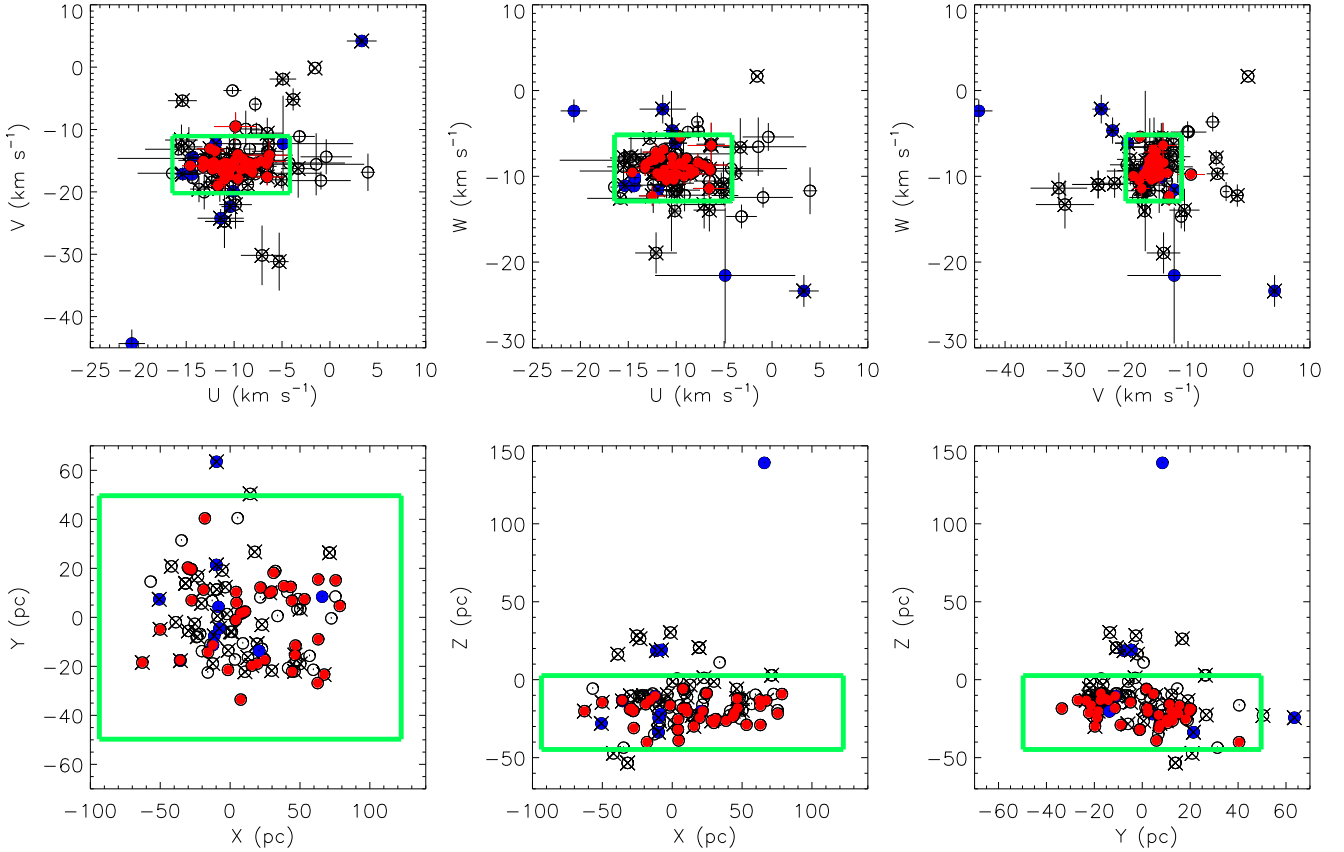 10
0
−10
−20
−30
−40
V (km s⁻¹)
−25 −20 −15 −10 −5 0 5 10
U (km s⁻¹)
10
0
−10
−20
−30
W (km s⁻¹)
−25 −20 −15 −10 −5 0 5 10
U (km s⁻¹)
10
0
−10
−20
−30
W (km s⁻¹)
−40 −30 −20 −10 0 10
V (km s⁻¹)
60
40
20
0
−20
−40
−60
Y (pc)
−100 −50 0 50 100
X (pc)
150
100
50
0
−50
Z (pc)
−100 −50 0 50 100
X (pc)
150
100
50
0
−50
Z (pc)
−60 −40 −20 0 20 40 60
Y (pc)